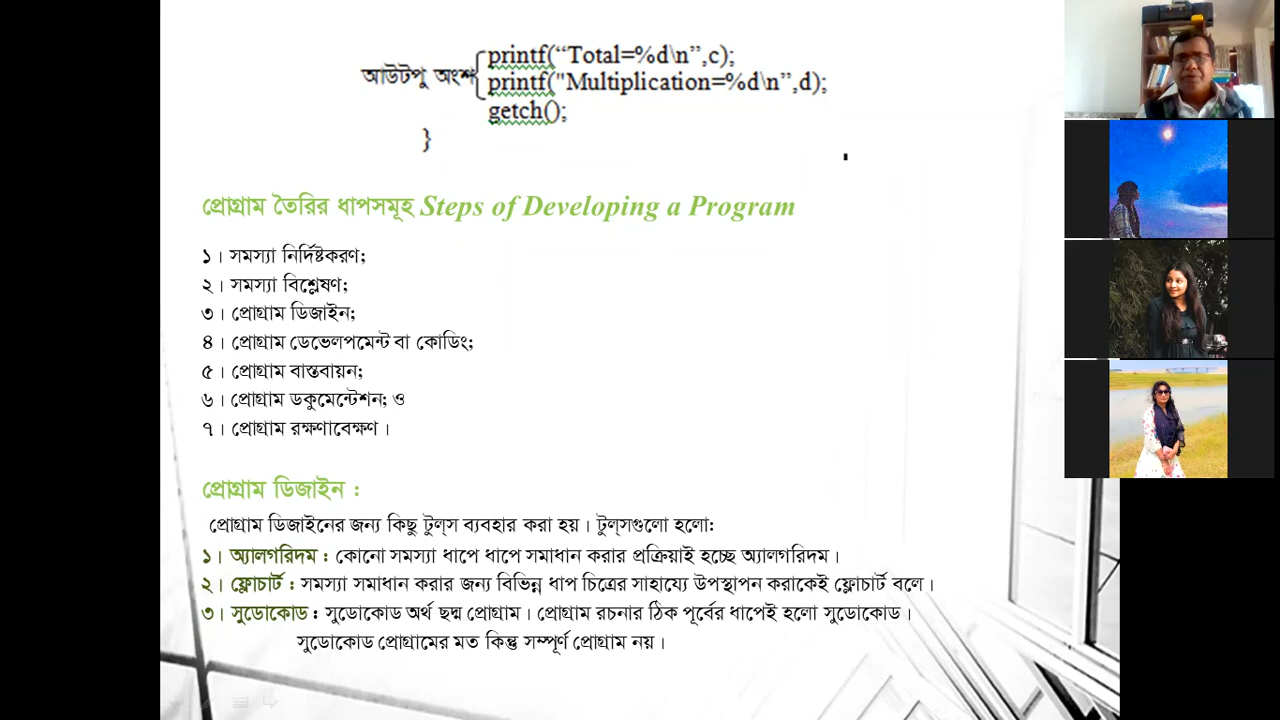 printf(“Total=%d\n”,c);
আউটপু অংশ
printf("Multiplication=%d\n”,d);
getch();
}
প্রোগ্রাম তৈরির ধাপসমূহ Steps of Developing a Program
১। সমস্যা নির্দিষ্টকরণ;
২। সমস্যা বিশ্লেষণ;
৩। প্রোগ্রাম ডিজাইন;
৪। প্রোগ্রাম ডেভেলপমেন্ট বা কোডিং;
৫। প্রোগ্রাম বাস্তবায়ন;
৬। প্রোগ্রাম ডকুমেন্টেশন; ও
৭। প্রোগ্রাম রক্ষণাবেক্ষণ।
প্রোগ্রাম ডিজাইন :
প্রোগ্রাম ডিজাইনের জন্য কিছু টুল্‌স ব্যবহার করা হয়। টুল্‌সগুলো হলো:
১। অ্যালগরিদম : কোনো সমস্যা ধাপে ধাপে সমাধান করার প্রক্রিয়াই হচ্ছে অ্যালগরিদম।
২। ফ্লোচার্ট : সমস্যা সমাধান করার জন্য বিভিন্ন ধাপ চিত্রের সাহায্যে উপস্থাপন করাকেই ফ্লোচার্ট বলে।
৩। সুডোকোড : সুডোকোড অর্থ ছদ্ম প্রোগ্রাম। প্রোগ্রাম রচনার ঠিক পূর্বের ধাপেই হলো সুডোকোড।
সুডোকোড প্রোগ্রামের মত কিন্তু সম্পূর্ণ প্রোগ্রাম নয়।